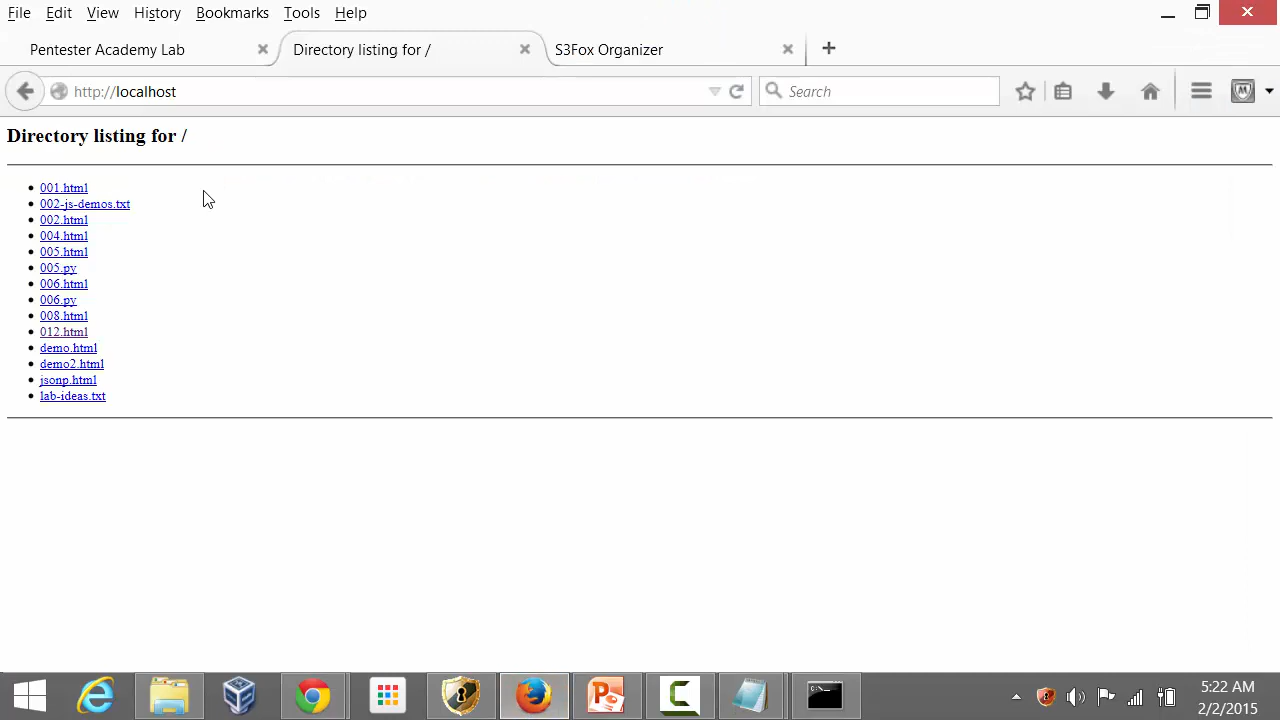 File Edit View History Bookmarks Tools Help
Pentester Academy Lab Directory listing for / S3Fox Organizer
http://localhost Search
Directory listing for /
001.html
002-js-demos.txt
002.html
004.html
005.html
005.py
006.html
006.py
008.html
012.html
demo.html
demo2.html
jsonp.html
lab-ideas.txt
5:22 AM
2/2/2015